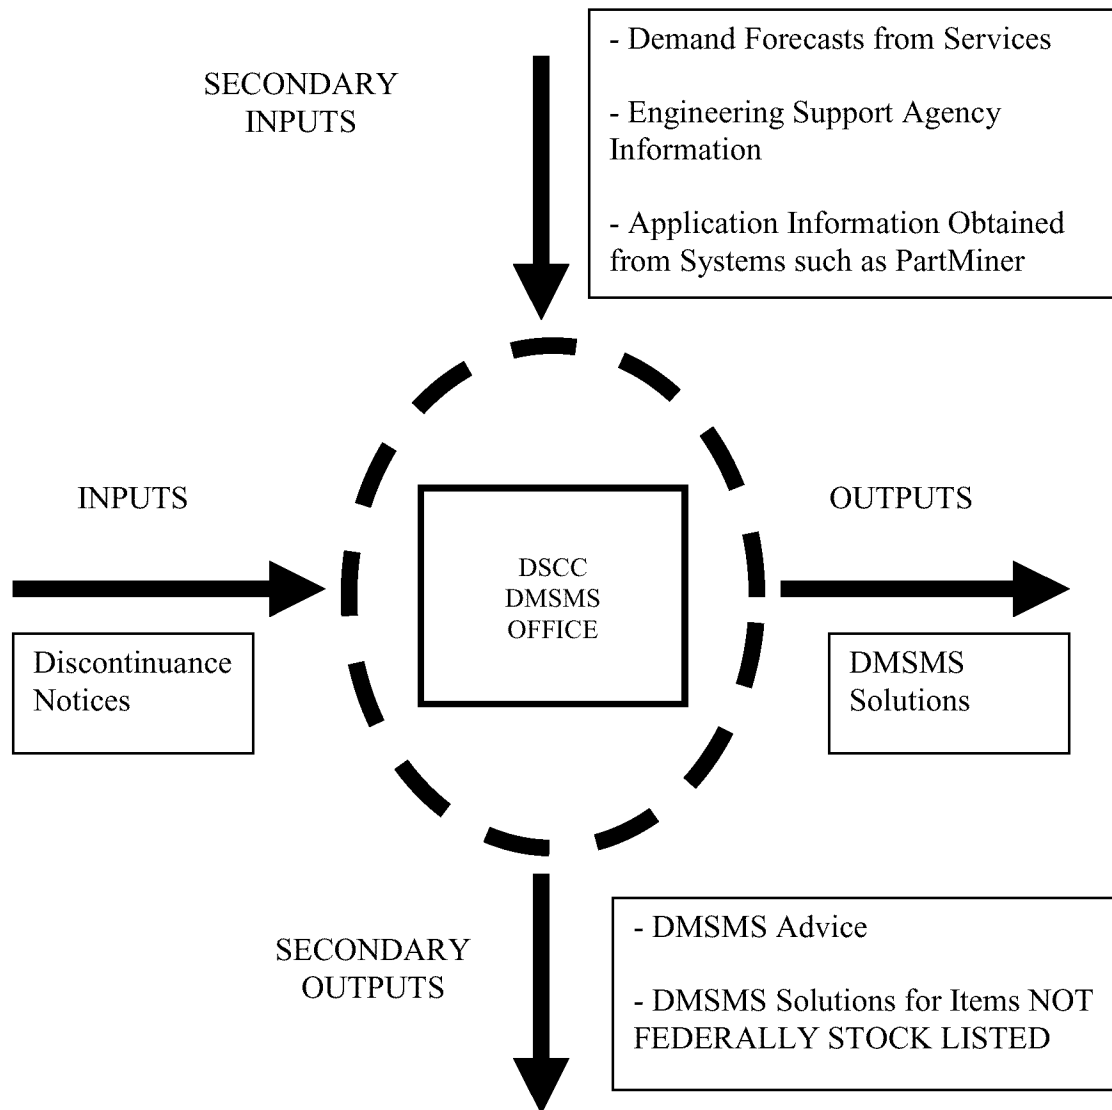 SECONDARY
INPUTS
- Demand Forecasts from Services
- Engineering Support Agency
Information
- Application Information Obtained
from Systems such as PartMiner
INPUTS
Discontinuance
Notices
DSCC
DMSMS
OFFICE
OUTPUTS
DMSMS
Solutions
SECONDARY
OUTPUTS
- DMSMS Advice
- DMSMS Solutions for Items NOT
FEDERALLY STOCK LISTED